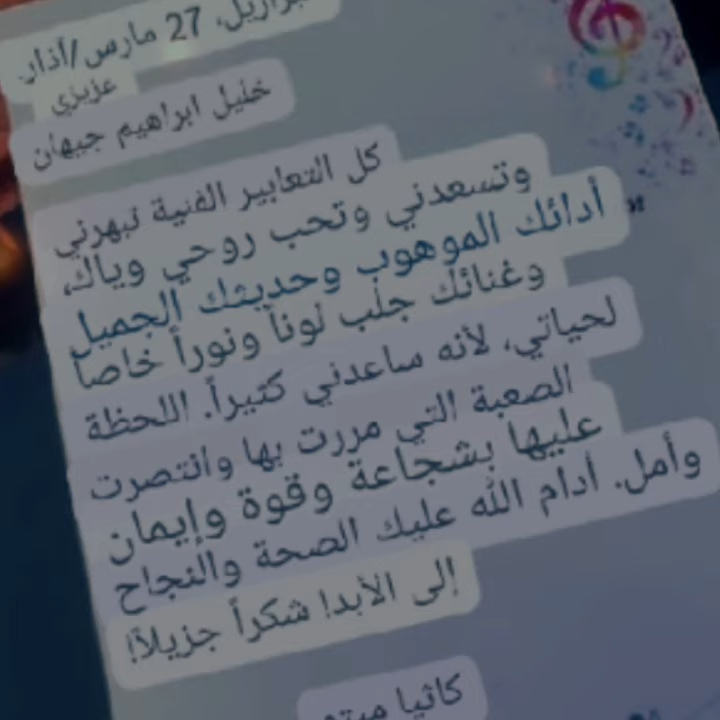 برازيل، 27 مارس/آذار.
عزيزي
خليل ابراهيم جيهان
كل التعابير الفنية تبهرني
وتسعدني وتحب روحي وياك،
أدائك الموهوب وحديثك الجميل
وغنائك جلب لوناً ونوراً خاصاً
لحياتي، لأنه ساعدني كثيراً. اللحظة
الصعبة التي مررت بها وانتصرت
عليها بشجاعة وقوة وإيمان
وأمل. أدام الله عليك الصحة والنجاح
إلى الأبد! شكراً جزيلاً!
كاثيا